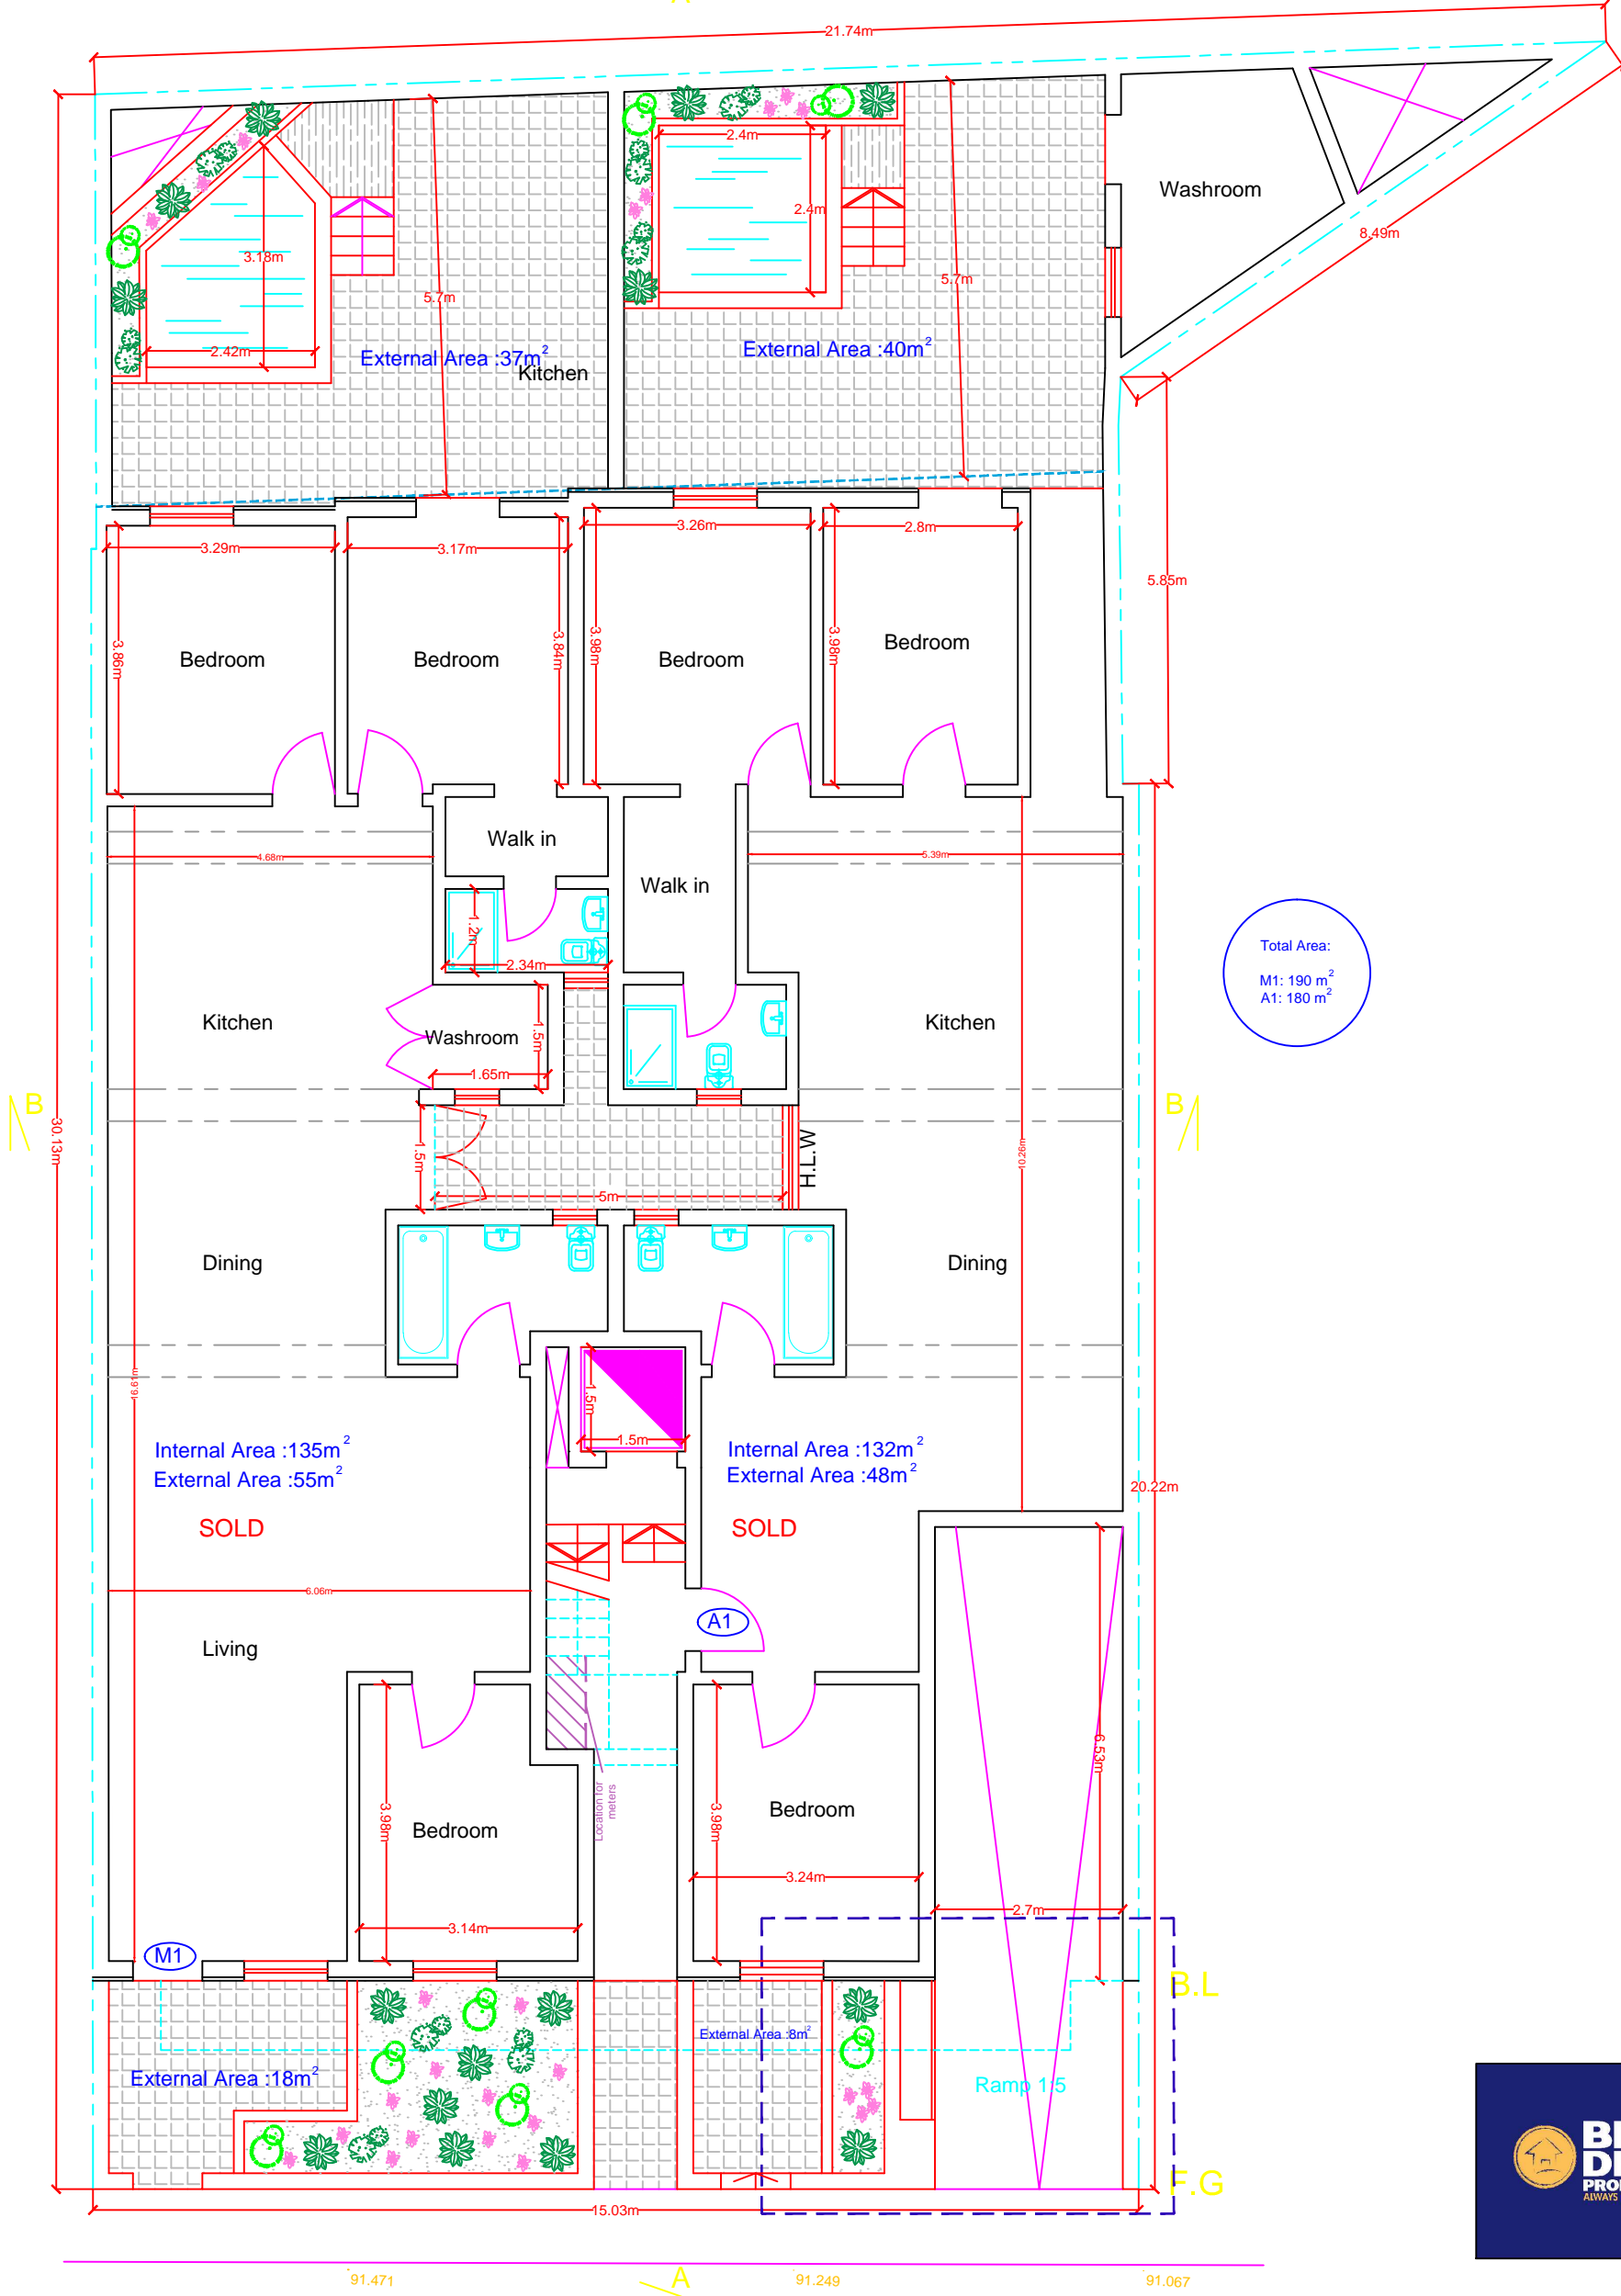 21.74m
2.4m
2.4m
Washroom
8.49m
3.18m
5.7m
5.7m
2.42m
External Area :37m²
Kitchen
External Area :40m²
3.29m
3.17m
3.26m
2.8m
5.85m
3.86m
3.84m
3.98m
3.98m
Bedroom
Bedroom
Bedroom
Bedroom
Walk in
4.68m
5.39m
Walk in
1.2m
2.34m
Total Area:
M1: 190 m²
A1: 180 m²
Kitchen
Washroom
1.5m
Kitchen
1.65m
B
30.13m
1.5m
5m
H.L.W
10.26m
B
Dining
Dining
16.61m
1.5m
1.5m
Internal Area :135m²
External Area :55m²
Internal Area :132m²
External Area :48m²
20.22m
SOLD
SOLD
6.06m
A1
Living
6.53m
Location for
meters
3.98m
Bedroom
3.98m
Bedroom
3.24m
3.14m
2.7m
M1
B.L
External Area :8m²
External Area :18m²
Ramp 1:5
F.G
15.03m
ALWAYS
91.471
A
91.249
91.067